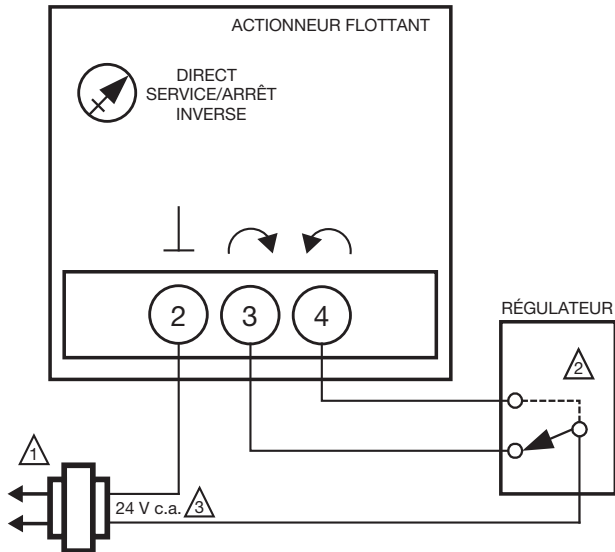 ACTIONNEUR FLOTTANT
DIRECT
SERVICE/ARRÊT
INVERSE
2 3 4
RÉGULATEUR
2
1
24 V c.a. 3